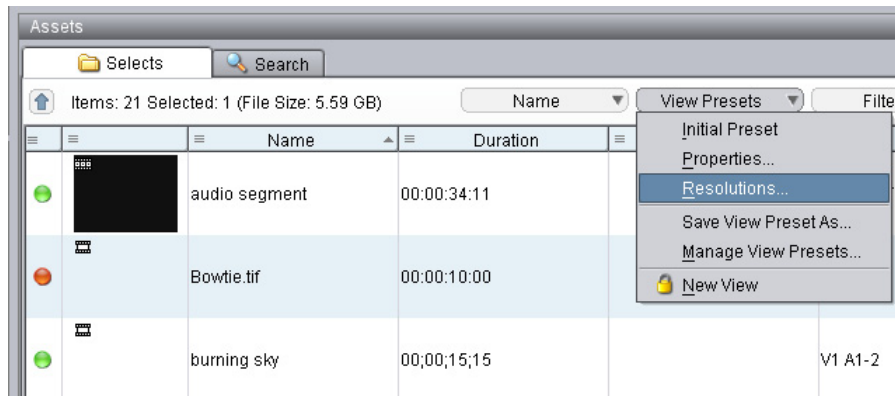 Assets
Selects Search
Items: 21 Selected: 1 (File Size: 5.59 GB) Name View Presets Filte
Name Duration
Initial Preset
Properties...
Resolutions...
Save View Preset As...
Manage View Presets...
New View
audio segment 00:00:34:11
Bowtie.tif 00:00:10:00
burning sky 00;00;15;15 V1 A1-2